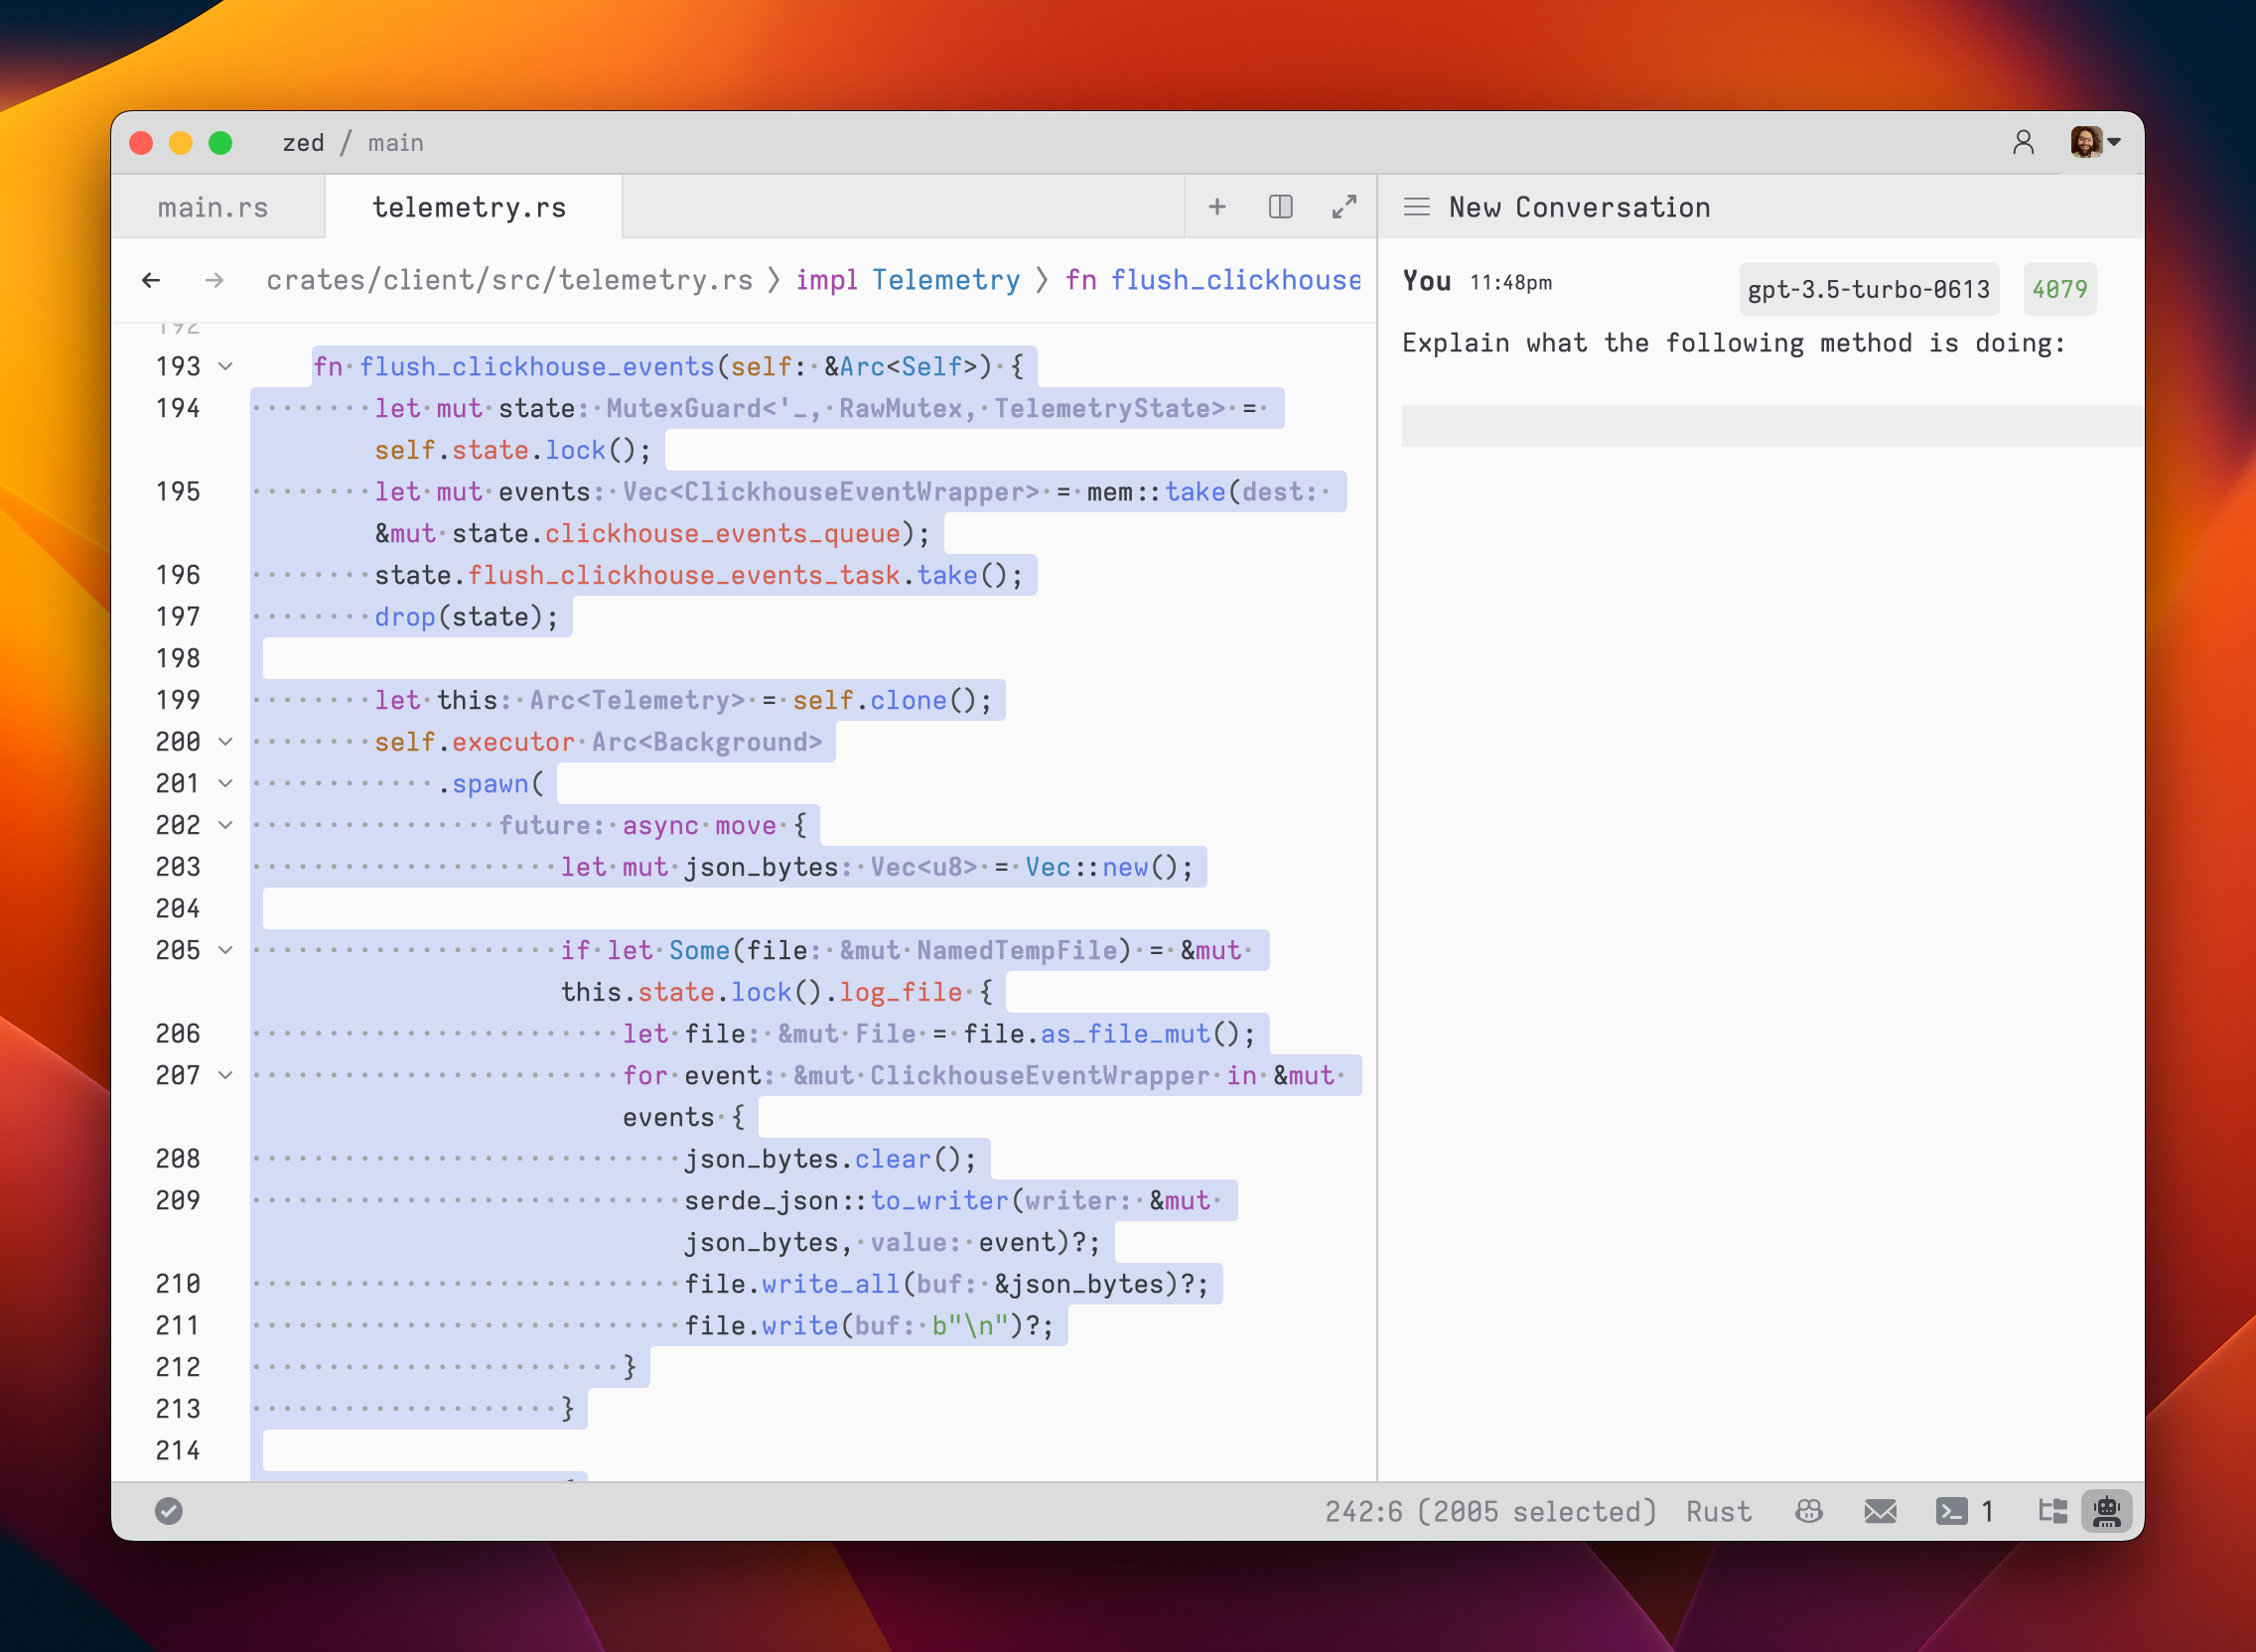 zed / main
main.rs
telemetry.rs
New Conversation
crates/client/src/telemetry.rs 〉 impl Telemetry 〉 fn flush_clickhouse
You 11:48pm
gpt-3.5-turbo-0613
4079
Explain what the following method is doing:
192
193 fn flush_clickhouse_events(self: &Arc<Self>) {
194 let mut state: MutexGuard<'_, RawMutex, TelemetryState> =
self.state.lock();
195 let mut events: Vec<ClickhouseEventWrapper> = mem::take(dest:
&mut state.clickhouse_events_queue);
196 state.flush_clickhouse_events_task.take();
197 drop(state);
198
199 let this: Arc<Telemetry> = self.clone();
200 self.executor Arc<Background>
201 .spawn(
202 future: async move {
203 let mut json_bytes: Vec<u8> = Vec::new();
204
205 if let Some(file: &mut NamedTempFile) = &mut
this.state.lock().log_file {
206 let file: &mut File = file.as_file_mut();
207 for event: &mut ClickhouseEventWrapper in &mut
events {
208 json_bytes.clear();
209 serde_json::to_writer(writer: &mut
json_bytes, value: event)?;
210 file.write_all(buf: &json_bytes)?;
211 file.write(buf: b"\n")?;
212 }
213 }
214
242:6 (2005 selected) Rust 1